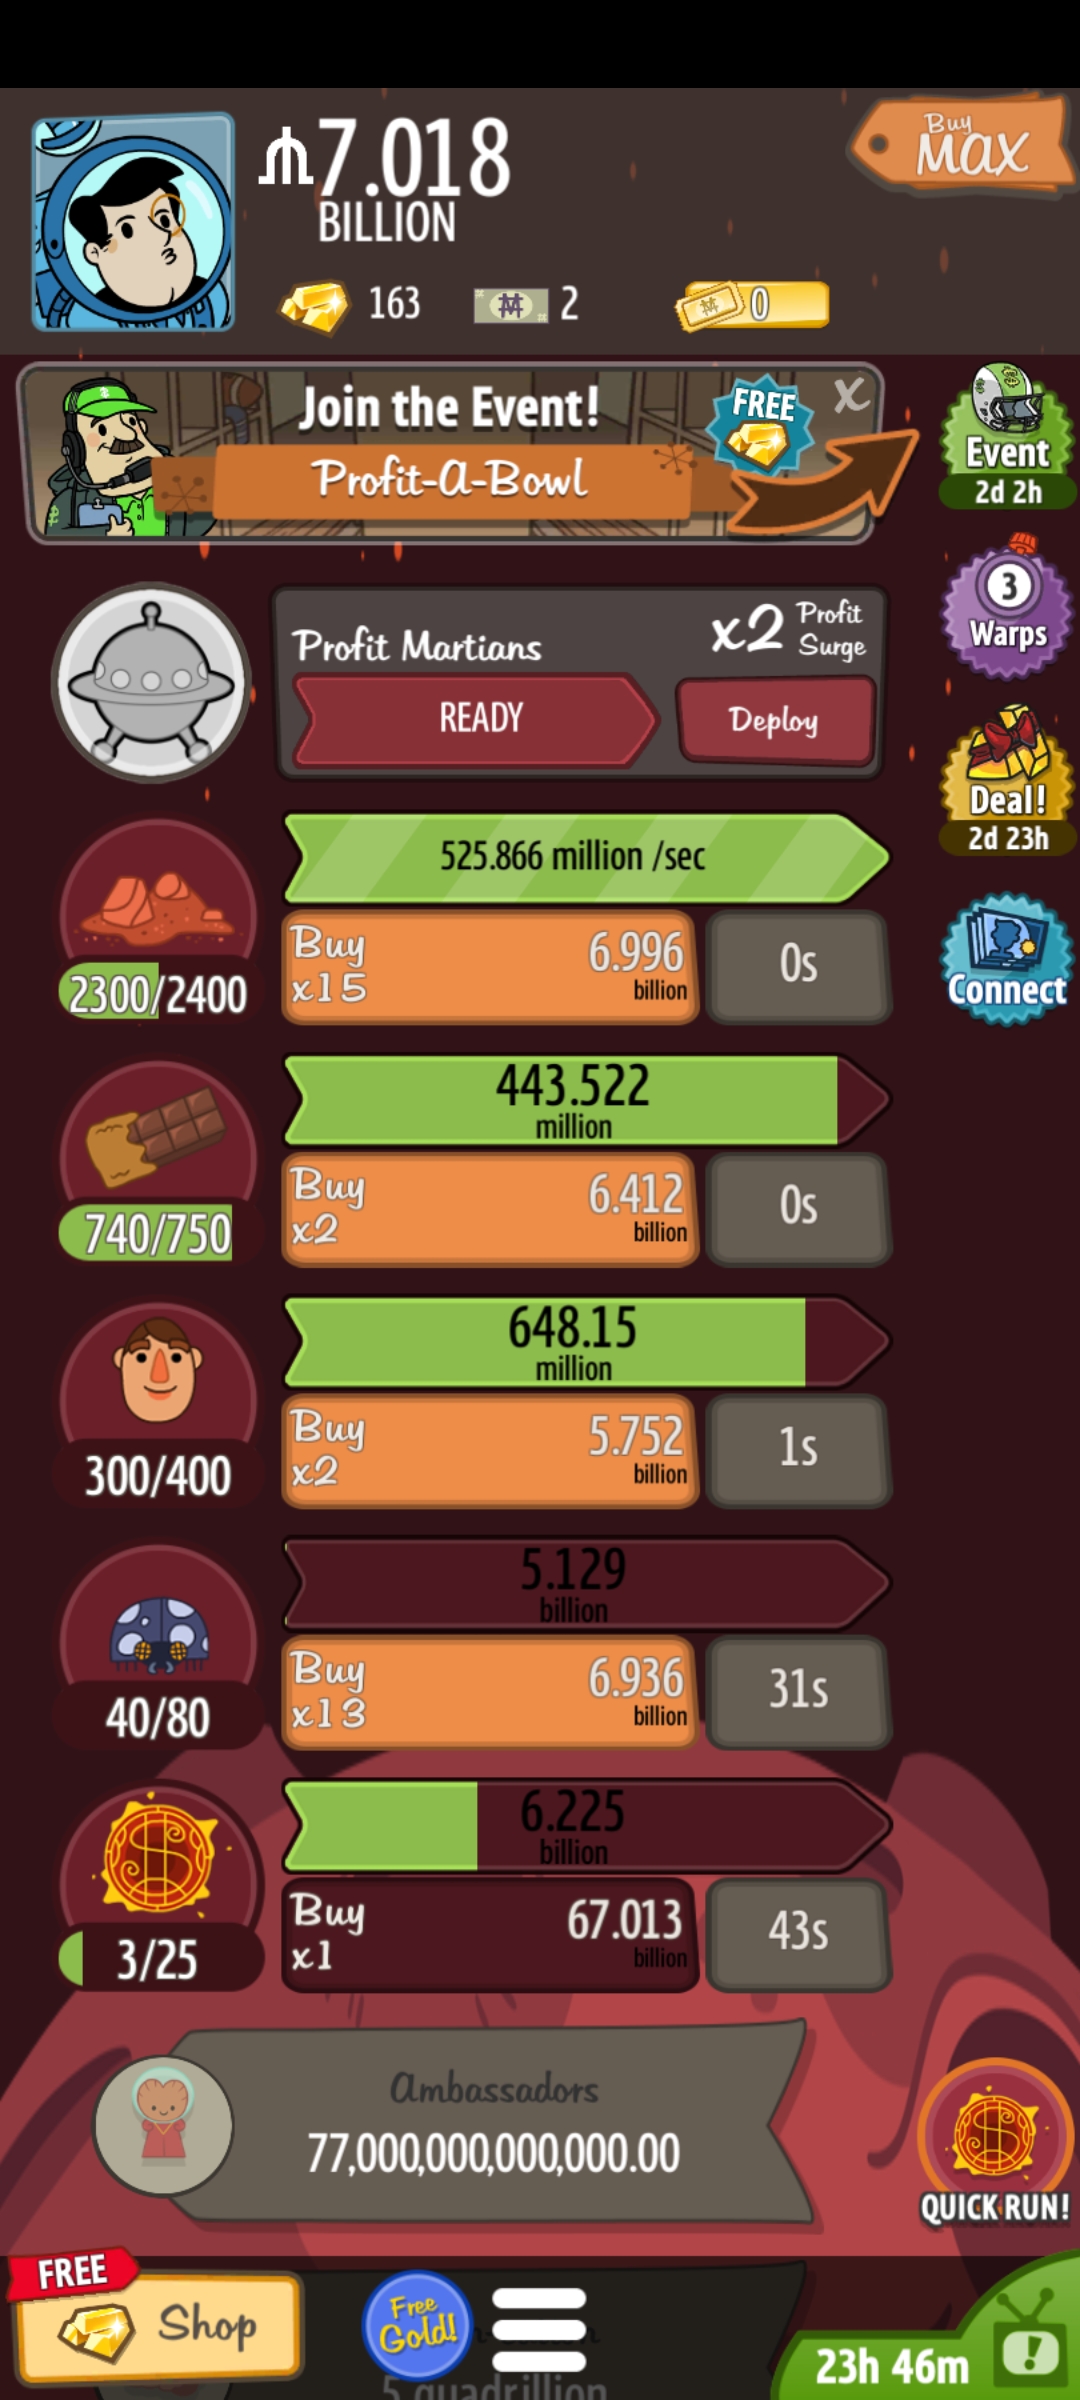 7.018
BILLION
Buy
MAX
163
2
0
Join the Event!
FREE
X
Profit-A-Bowl
Event
2d 2h
3
Warps
Profit Martians
x2 Profit Surge
READY
Deploy
Deal!
2d 23h
525.866 million /sec
Buy
x15
6.996
billion
0s
2300/2400
Connect
443.522
million
Buy
x2
6.412
billion
0s
740/750
648.15
million
Buy
x2
5.752
billion
1s
300/400
5.129
billion
Buy
x13
6.936
billion
31s
40/80
6.225
billion
Buy
x1
67.013
billion
43s
3/25
Ambassadors
77,000,000,000,000.00
QUICK RUN!
FREE
Shop
Free
Gold!
23h 46m
5 quadrillion